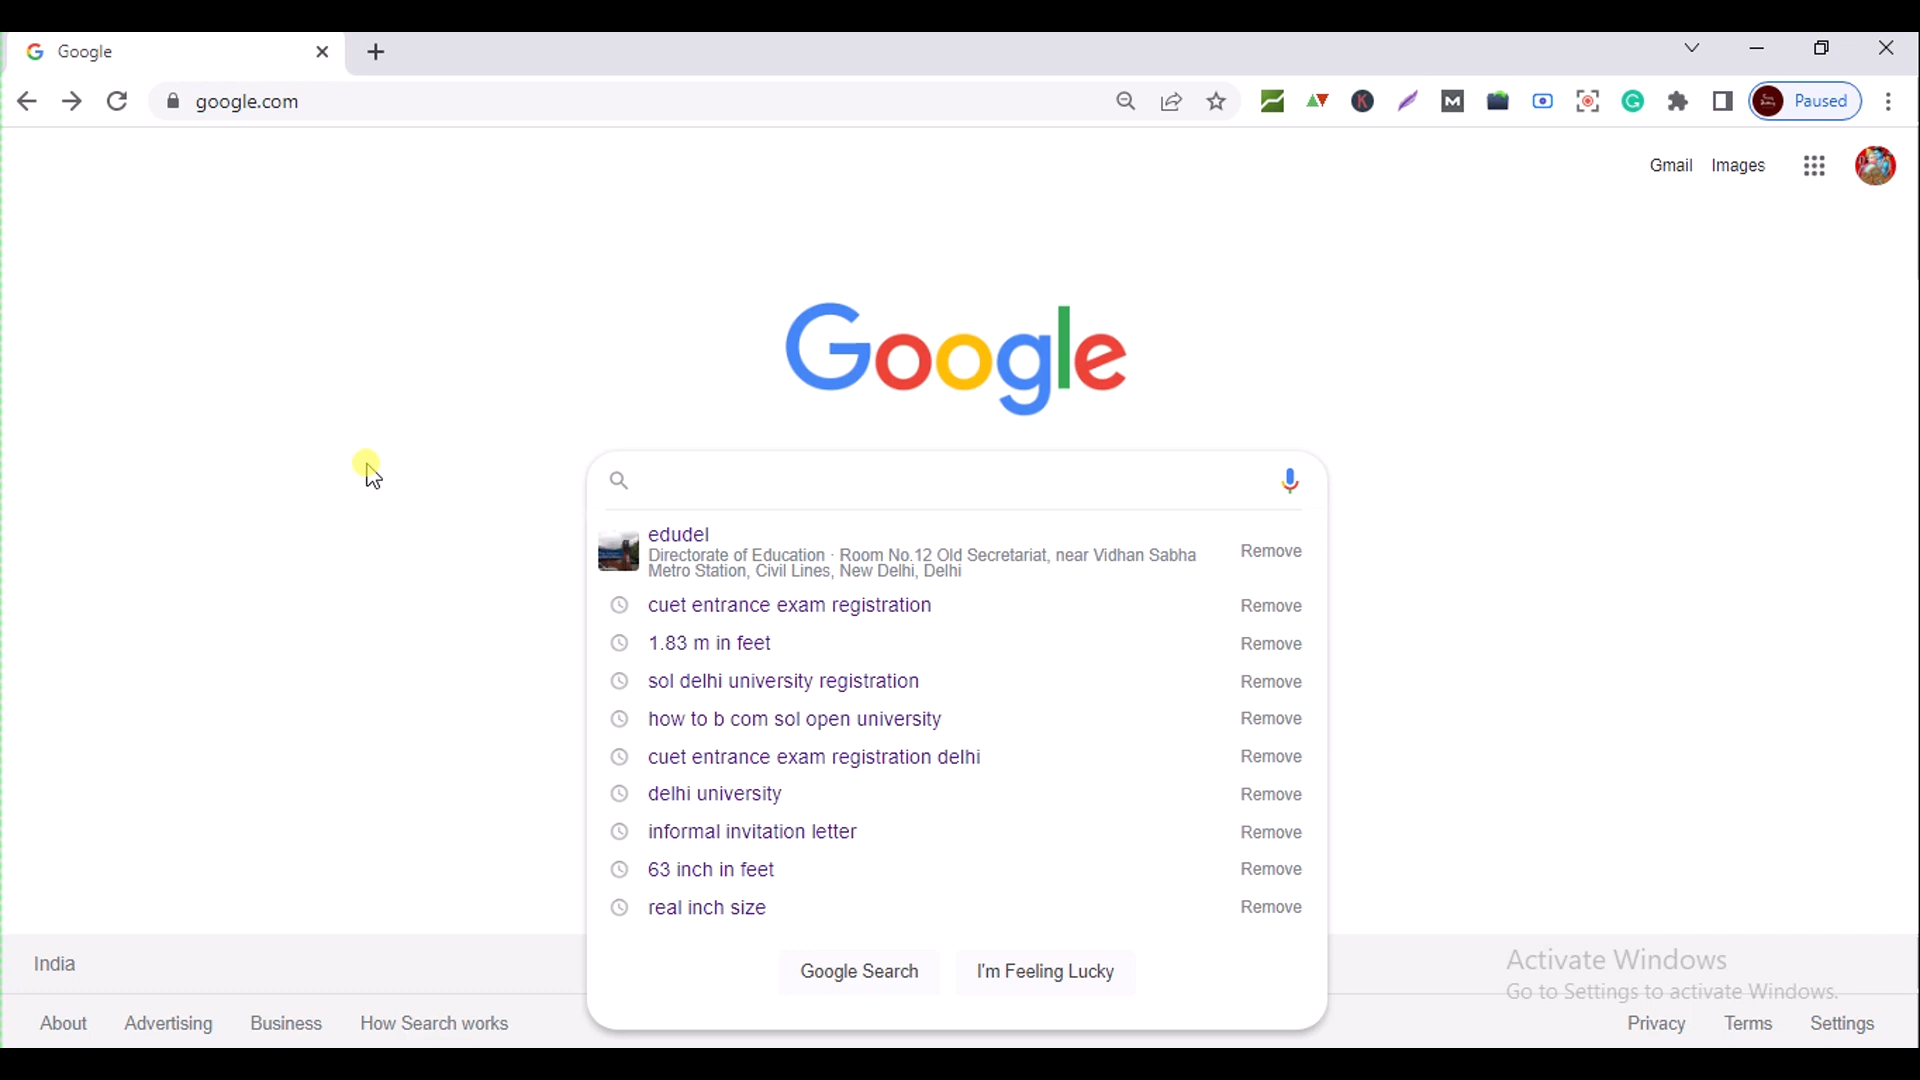 Google
google.com
Paused
Gmail Images
Google
edudel
Directorate of Education · Room No.12 Old Secretariat, near Vidhan Sabha
Metro Station, Civil Lines, New Delhi, Delhi
Remove
cuet entrance exam registration Remove
1.83 m in feet Remove
sol delhi university registration Remove
how to b com sol open university Remove
cuet entrance exam registration delhi Remove
delhi university Remove
informal invitation letter Remove
63 inch in feet Remove
real inch size Remove
Google Search I'm Feeling Lucky
India
Activate Windows
Go to Settings to activate Windows.
About Advertising Business How Search works Privacy Terms Settings